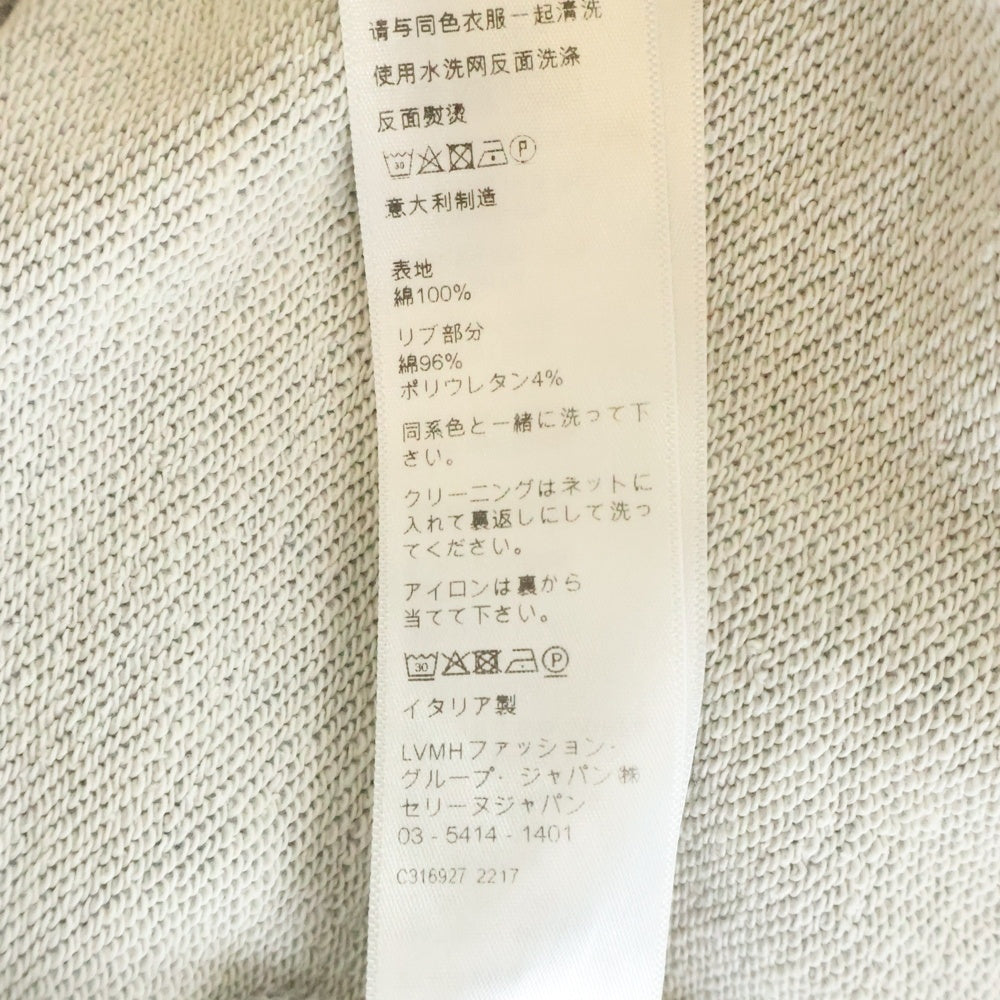 请与同色衣服一起清洗
使用水洗网反面洗涤
反面熨烫
30 P
意大利制造
表地
綿100%
リブ部分
綿96%
ポリウレタン4%
同系色と一緒に洗って下
さい。
クリーニングはネットに
入れて裏返しにして洗っ
てください。
アイロンは裏から
当てて下さい。
30 P
イタリア製
LVMHファッション・
グループ・ジャパン㈱
セリーヌジャパン
03 - 5414 - 1401
C316927 2217